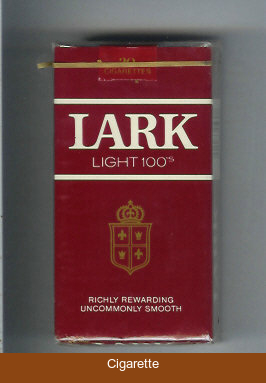 20
CIGARETTES
LARK
LIGHT 100's
RICHLY REWARDING
UNCOMMONLY SMOOTH
Cigarette